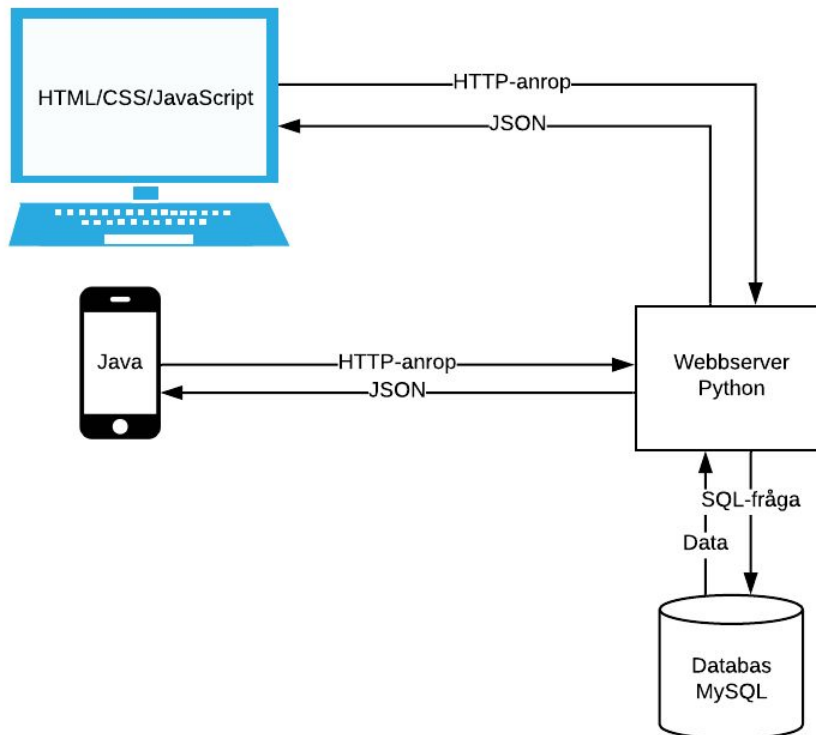 HTML/CSS/JavaScript
HTTP-anrop
JSON
Java
HTTP-anrop
JSON
Webbserver
Python
SQL-fråga
Data
Databas
MySQL